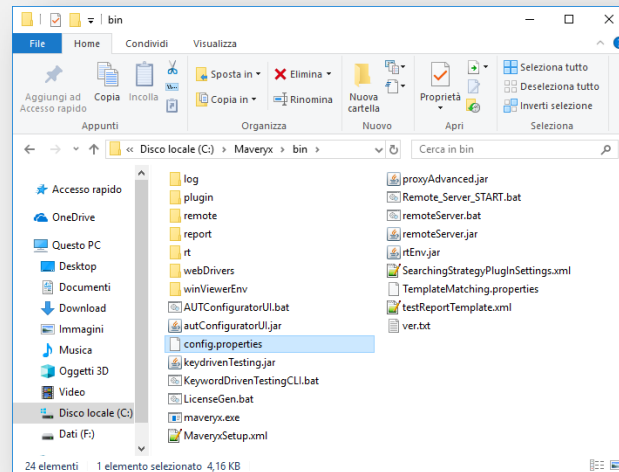 bin
File Home Condividi Visualizza
Aggiungi ad Accesso rapido
Copia
Incolla
Appunti
Sposta in
Copia in
Elimina
Rinomina
Organizza
Nuova cartella
Nuovo
Proprietà
Apri
Seleziona tutto
Deseleziona tutto
Inverti selezione
Seleziona
« Disco locale (C:) > Maveryx > bin >
Cerca in bin
Accesso rapido
OneDrive
Questo PC
Desktop
Documenti
Download
Immagini
Musica
Oggetti 3D
Video
Disco locale (C:)
Dati (F:)
log
plugin
remote
report
rt
webDrivers
winViewerEnv
AUTConfiguratorUI.bat
autConfiguratorUI.jar
config.properties
keydrivenTesting.jar
KeywordDrivenTestingCLI.bat
LicenseGen.bat
maveryx.exe
MaveryxSetup.xml
proxyAdvanced.jar
Remote_Server_START.bat
remoteServer.bat
remoteServer.jar
rtEnv.jar
SearchingStrategyPlugInSettings.xml
TemplateMatching.properties
testReportTemplate.xml
ver.txt
24 elementi 1 elemento selezionato 4,16 KB